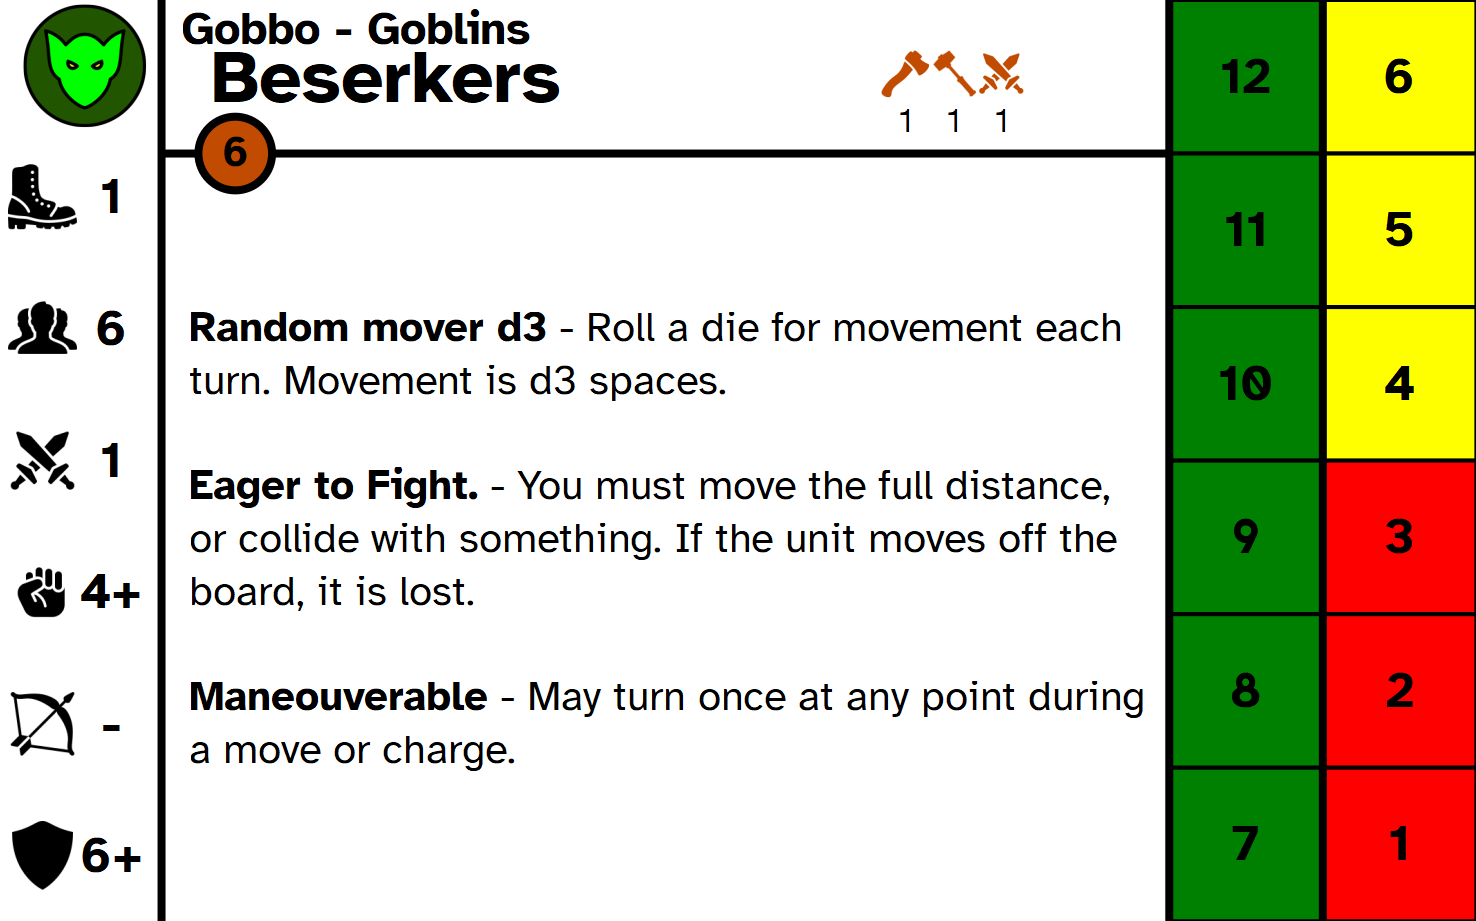 Gobbo - Goblins
Beserkers
1 1 1
6
1
6
1
4+
-
6+
Random mover d3 - Roll a die for movement each
turn. Movement is d3 spaces.
Eager to Fight. - You must move the full distance,
or collide with something. If the unit moves off the
board, it is lost.
Maneouverable - May turn once at any point during
a move or charge.
12 6
11 5
10 4
9 3
8 2
7 1